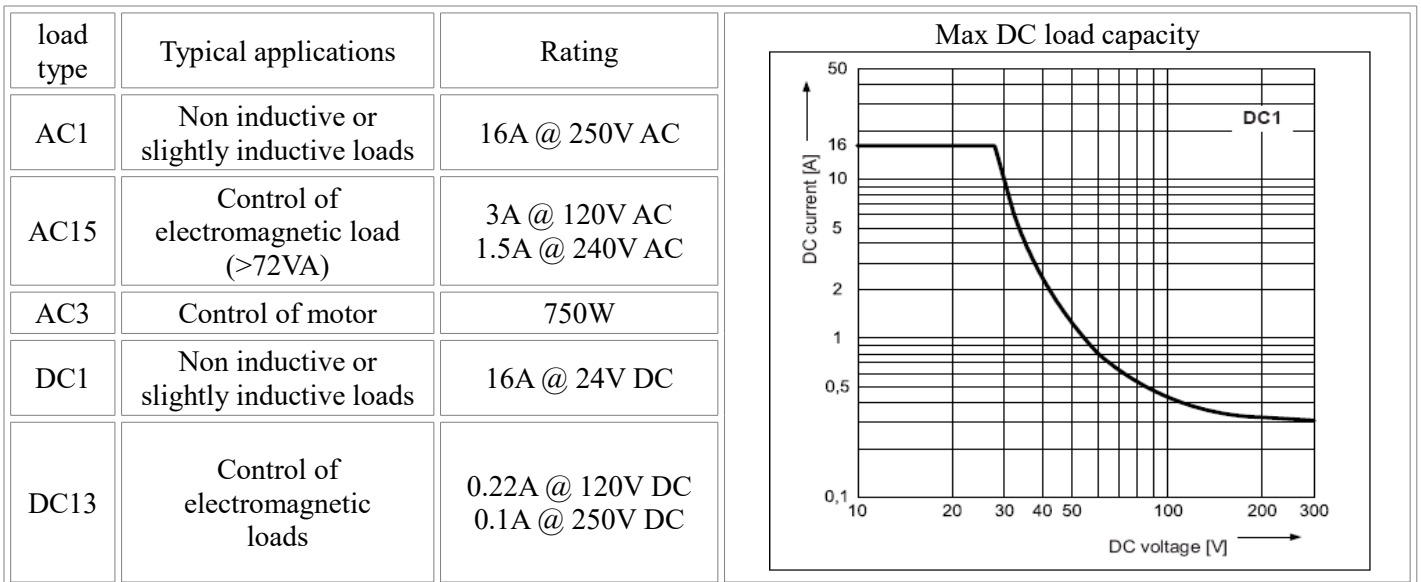 load
type
Typical applications
Rating
AC1
Non inductive or
slightly inductive loads
16A @ 250V AC
AC15
Control of
electromagnetic load
(>72VA)
3A @ 120V AC
1.5A @ 240V AC
AC3
Control of motor
750W
DC1
Non inductive or
slightly inductive loads
16A @ 24V DC
DC13
Control of
electromagnetic
loads
0.22A @ 120V DC
0.1A @ 250V DC
Max DC load capacity
DC1
DC current [A]
50
16
10
5
2
1
0,5
0,1
10 20 30 40 50 100 200 300
DC voltage [V]